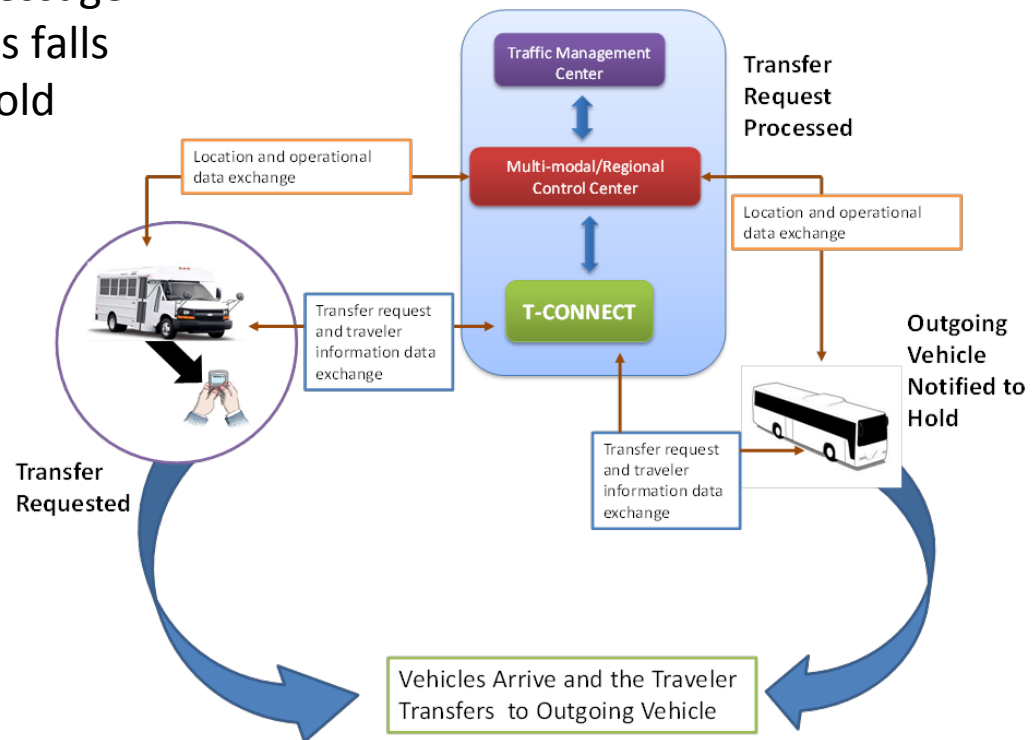 s falls
old
Traffic Management
Center
Transfer
Request
Processed
Location and operational
data exchange
Multi-modal/Regional
Control Center
Location and operational
data exchange
Transfer request
and traveler
information data
exchange
T-CONNECT
Outgoing
Vehicle
Notified to
Hold
Transfer request
and traveler
information data
exchange
Transfer
Requested
Vehicles Arrive and the Traveler
Transfers to Outgoing Vehicle